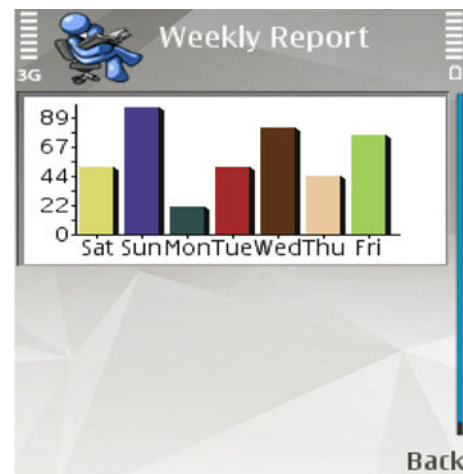 Weekly Report
3G
89
67
44
22
0
Sat Sun Mon Tue Wed Thu Fri
Back